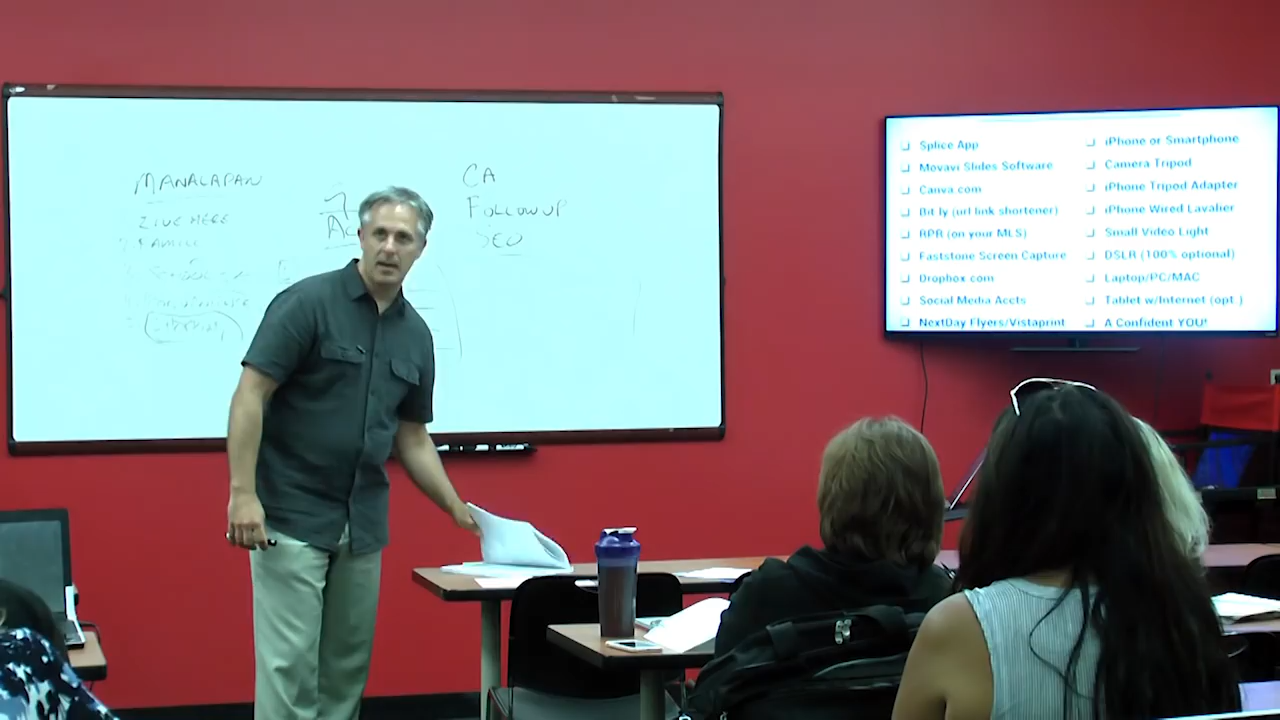 MANALAPAN
LIVE HERE
FAMILY
CA
FOLLOW UP
SEO
Splice App
Movavi Slides Software
Canva.com
Bit ly (url link shortener)
RPR (on your MLS)
Faststone Screen Capture
Dropbox com
Social Media Accts
NextDay Flyers/Vistaprint
iPhone or Smartphone
Camera Tripod
iPhone Tripod Adapter
iPhone Wired Lavalier
Small Video Light
DSLR (100% optional)
Laptop/PC/MAC
Tablet w/Internet (opt.)
A Confident YOU!